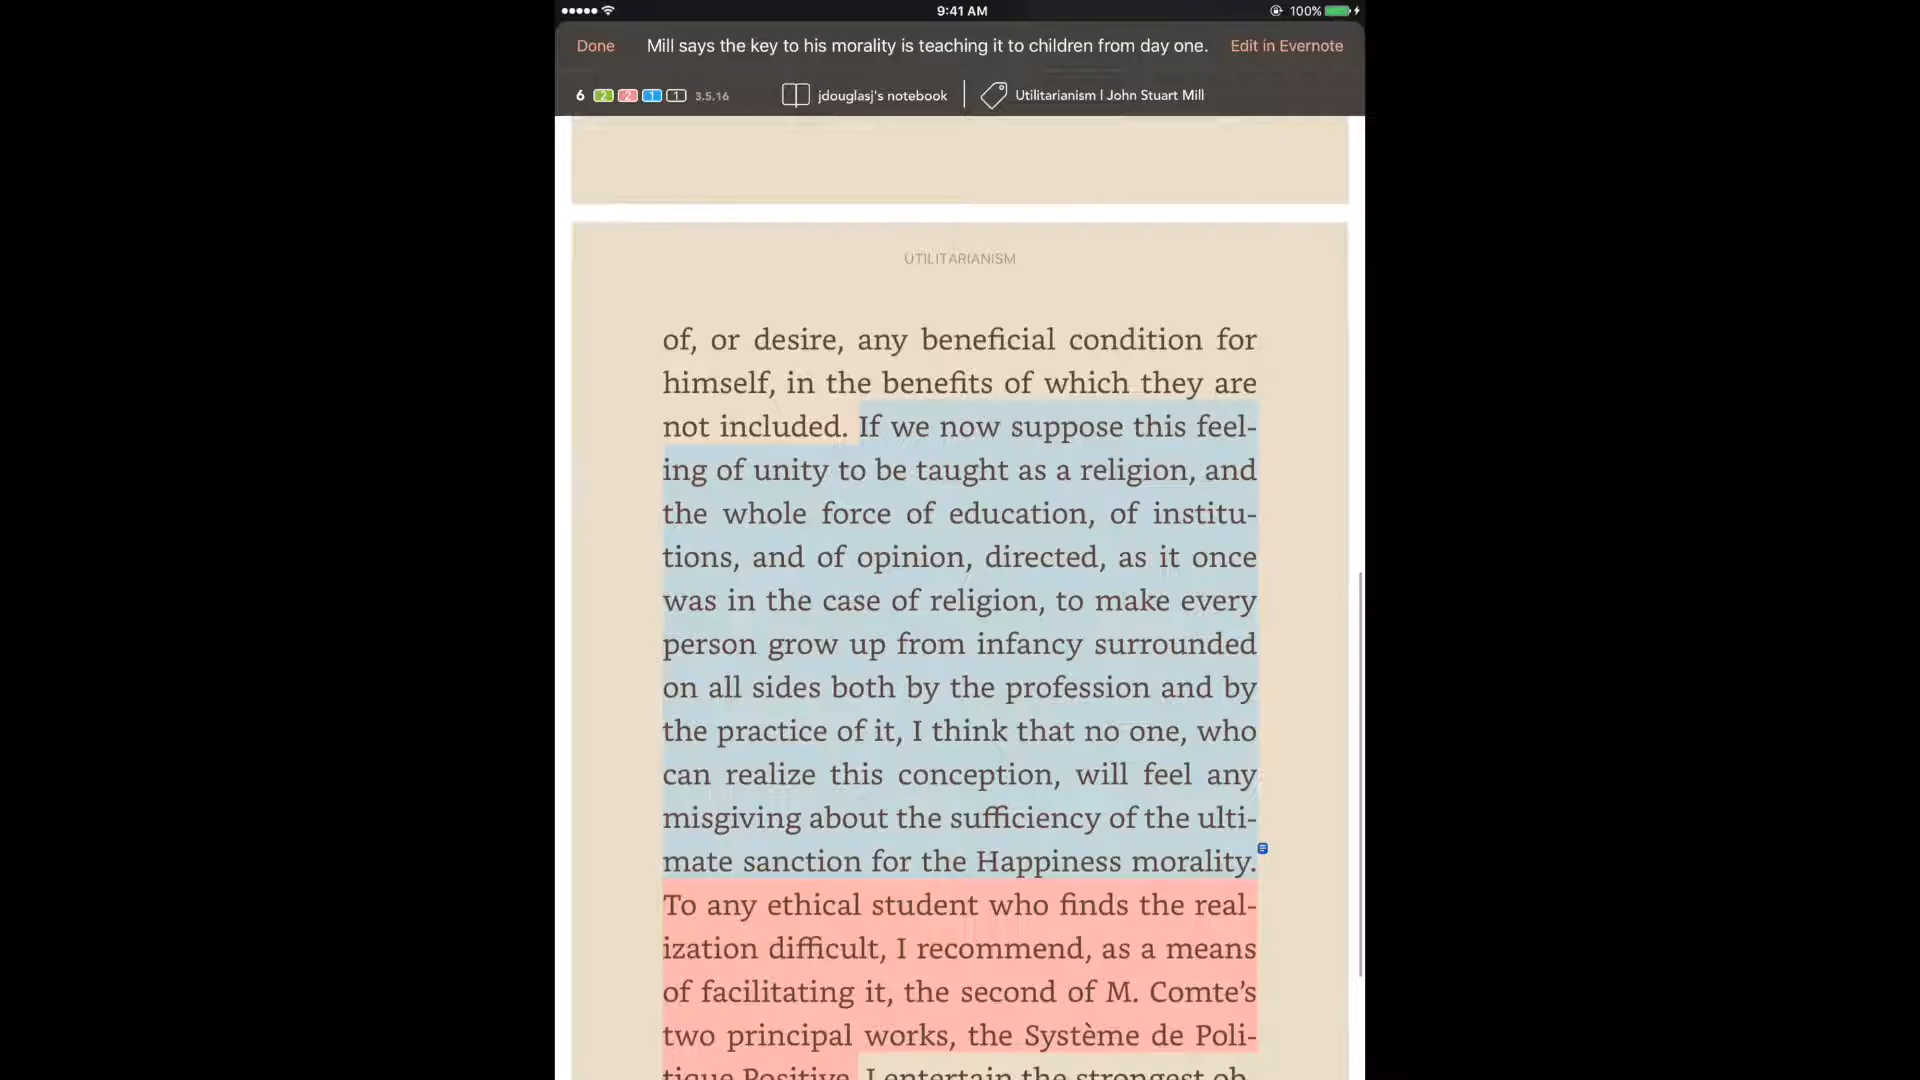 9:41 AM
100%
Done
Mill says the key to his morality is teaching it to children from day one.
Edit in Evernote
6 2 2 1 1 3.5.16
jdouglasj's notebook
Utilitarianism | John Stuart Mill
UTILITARIANISM
of, or desire, any beneficial condition for
himself, in the benefits of which they are
not included. If we now suppose this feel-
ing of unity to be taught as a religion, and
the whole force of education, of institu-
tions, and of opinion, directed, as it once
was in the case of religion, to make every
person grow up from infancy surrounded
on all sides both by the profession and by
the practice of it, I think that no one, who
can realize this conception, will feel any
misgiving about the sufficiency of the ulti-
mate sanction for the Happiness morality.
To any ethical student who finds the real-
ization difficult, I recommend, as a means
of facilitating it, the second of M. Comte's
two principal works, the Système de Poli-
tique Positive. I entertain the strongest ob-